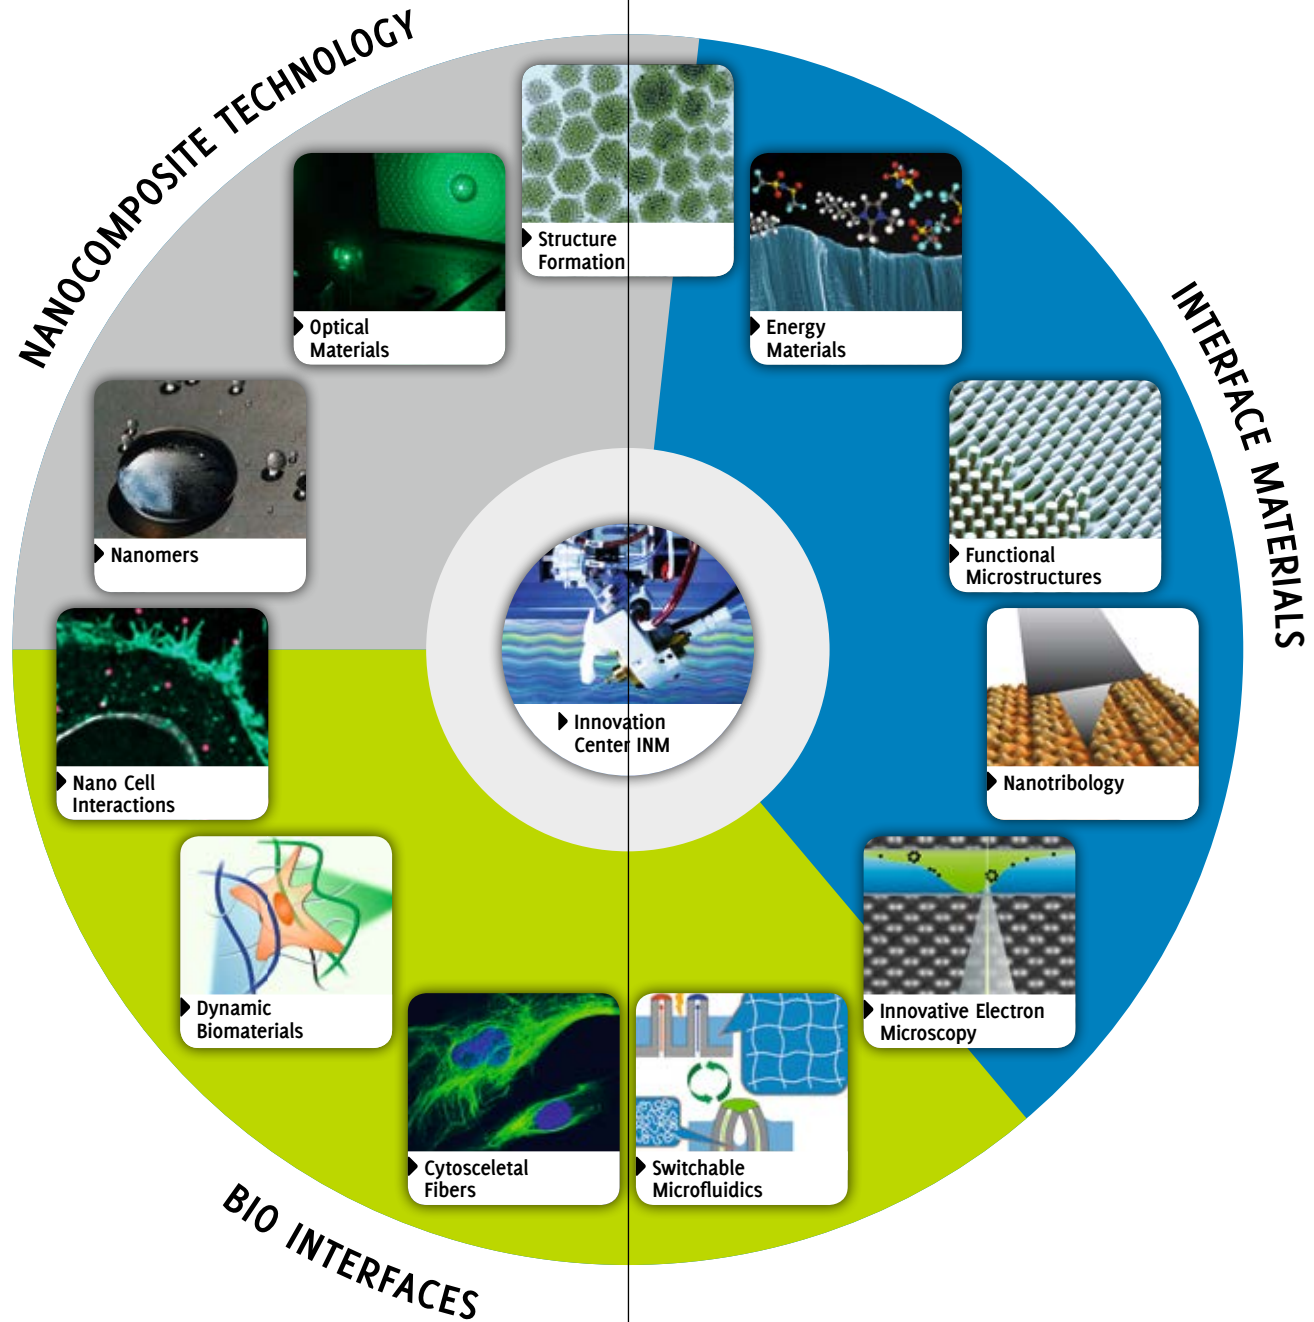 NANOCOMPOSITE TECHNOLOGY
INTERFACE MATERIALS
BIO INTERFACES
Structure
Formation
Optical
Materials
Energy
Materials
Nanomers
Functional
Microstructures
Innovation
Center INM
Nano Cell
Interactions
Nanotribology
Dynamic
Biomaterials
Innovative Electron
Microscopy
Cytosceletal
Fibers
Switchable
Microfluidics